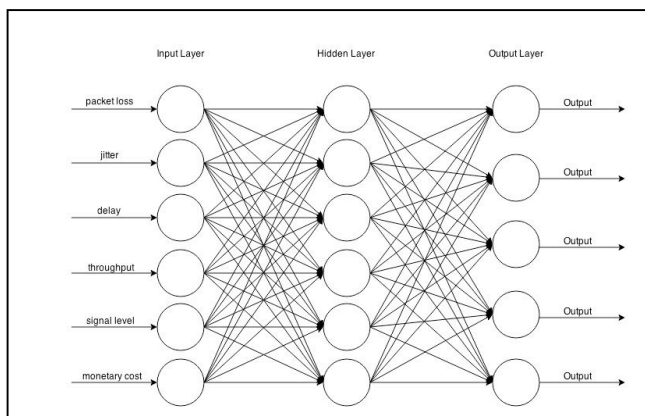 Input Layer Hidden Layer Output Layer
packet loss Output
jitter
Output
delay
Output
throughput
signal level Output
monetary cost Output